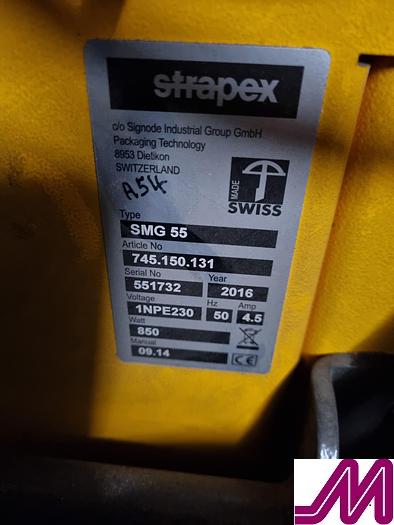 strapex
c/o Signode Industrial Group GmbH
Packaging Technology
8953 Dietikon
SWITZERLAND
A54
MADE
SWISS
Type
SMG 55
Article No
745.150.131
Serial No
551732
Year
2016
Voltage
1NPE230
Hz
50
Amp
4.5
Watt
850
Manual
09.14
CE
M